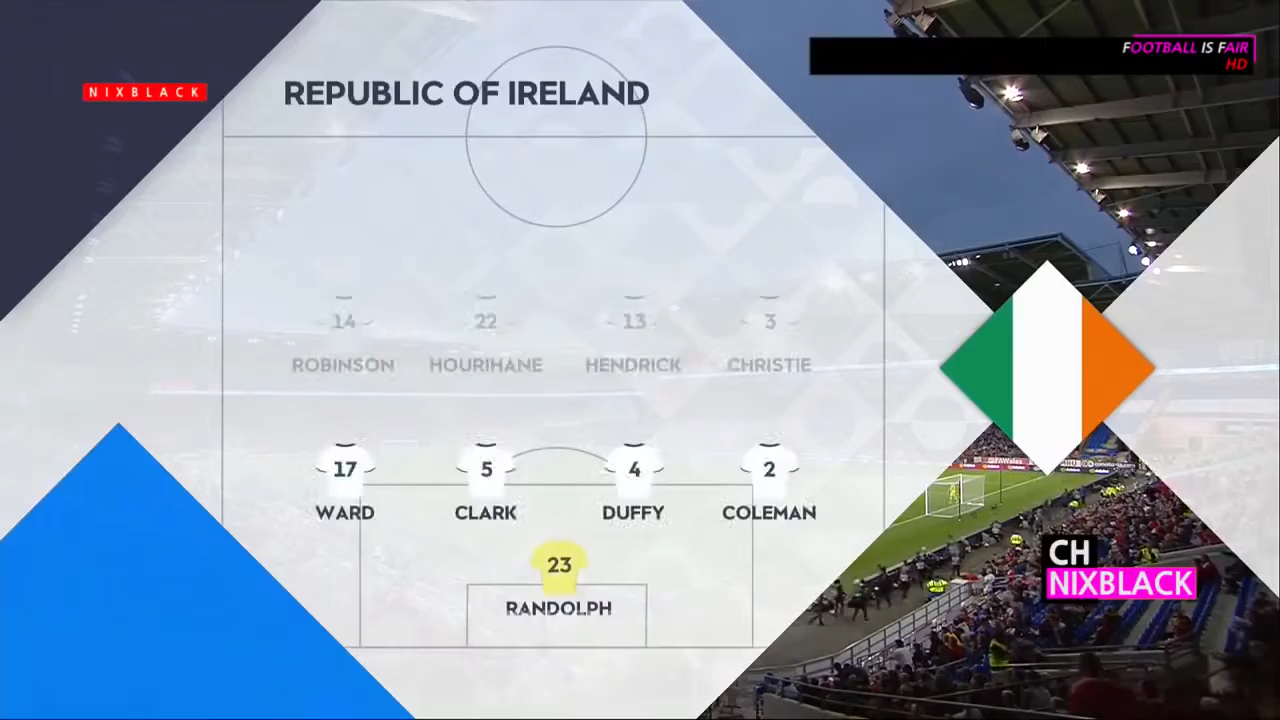 FOOTBALL IS FAIR
HD
NIXBLACK
REPUBLIC OF IRELAND
14 22 13 3
ROBINSON HOURIHANE HENDRICK CHRISTIE
17 5 4 2
WARD CLARK DUFFY COLEMAN
23
RANDOLPH
CH
NIXBLACK